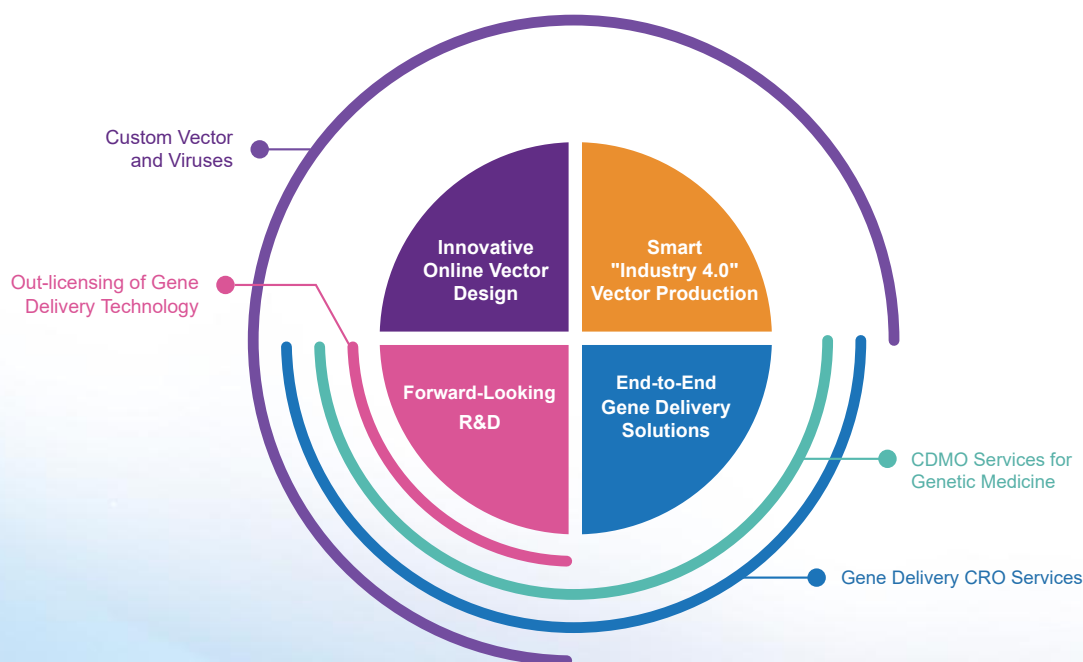 Custom Vector
and Viruses
Innovative
Online Vector
Design
Smart
"Industry 4.0"
Vector Production
Out-licensing of Gene
Delivery Technology
Forward-Looking
R&D
End-to-End
Gene Delivery
Solutions
CDMO Services for
Genetic Medicine
Gene Delivery CRO Services